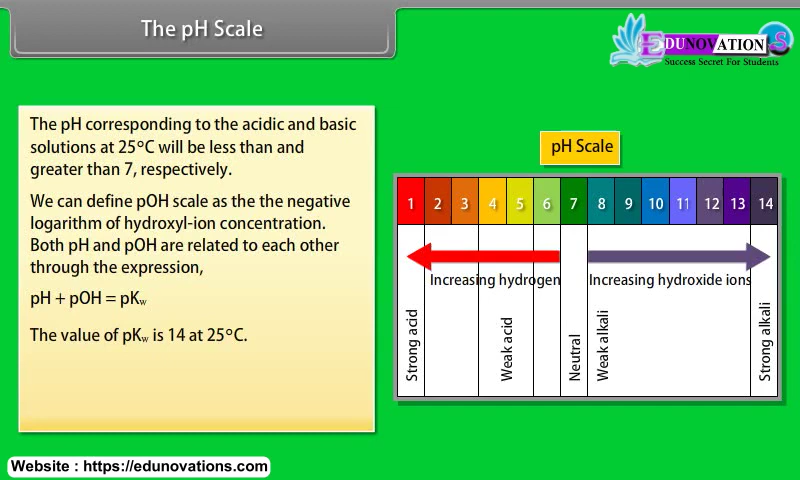 The pH Scale
EDUNOVATIONS
Success Secret For Students
The pH corresponding to the acidic and basic
solutions at 25°C will be less than and
greater than 7, respectively.
We can define pOH scale as the the negative
logarithm of hydroxyl-ion concentration.
Both pH and pOH are related to each other
through the expression,
pH + pOH = pKw
The value of pKw is 14 at 25°C.
pH Scale
1 2 3 4 5 6 7 8 9 10 11 12 13 14
Increasing hydrogen Increasing hydroxide ions
Strong acid
Weak acid
Neutral
Weak alkali
Strong alkali
Website : https://edunovations.com